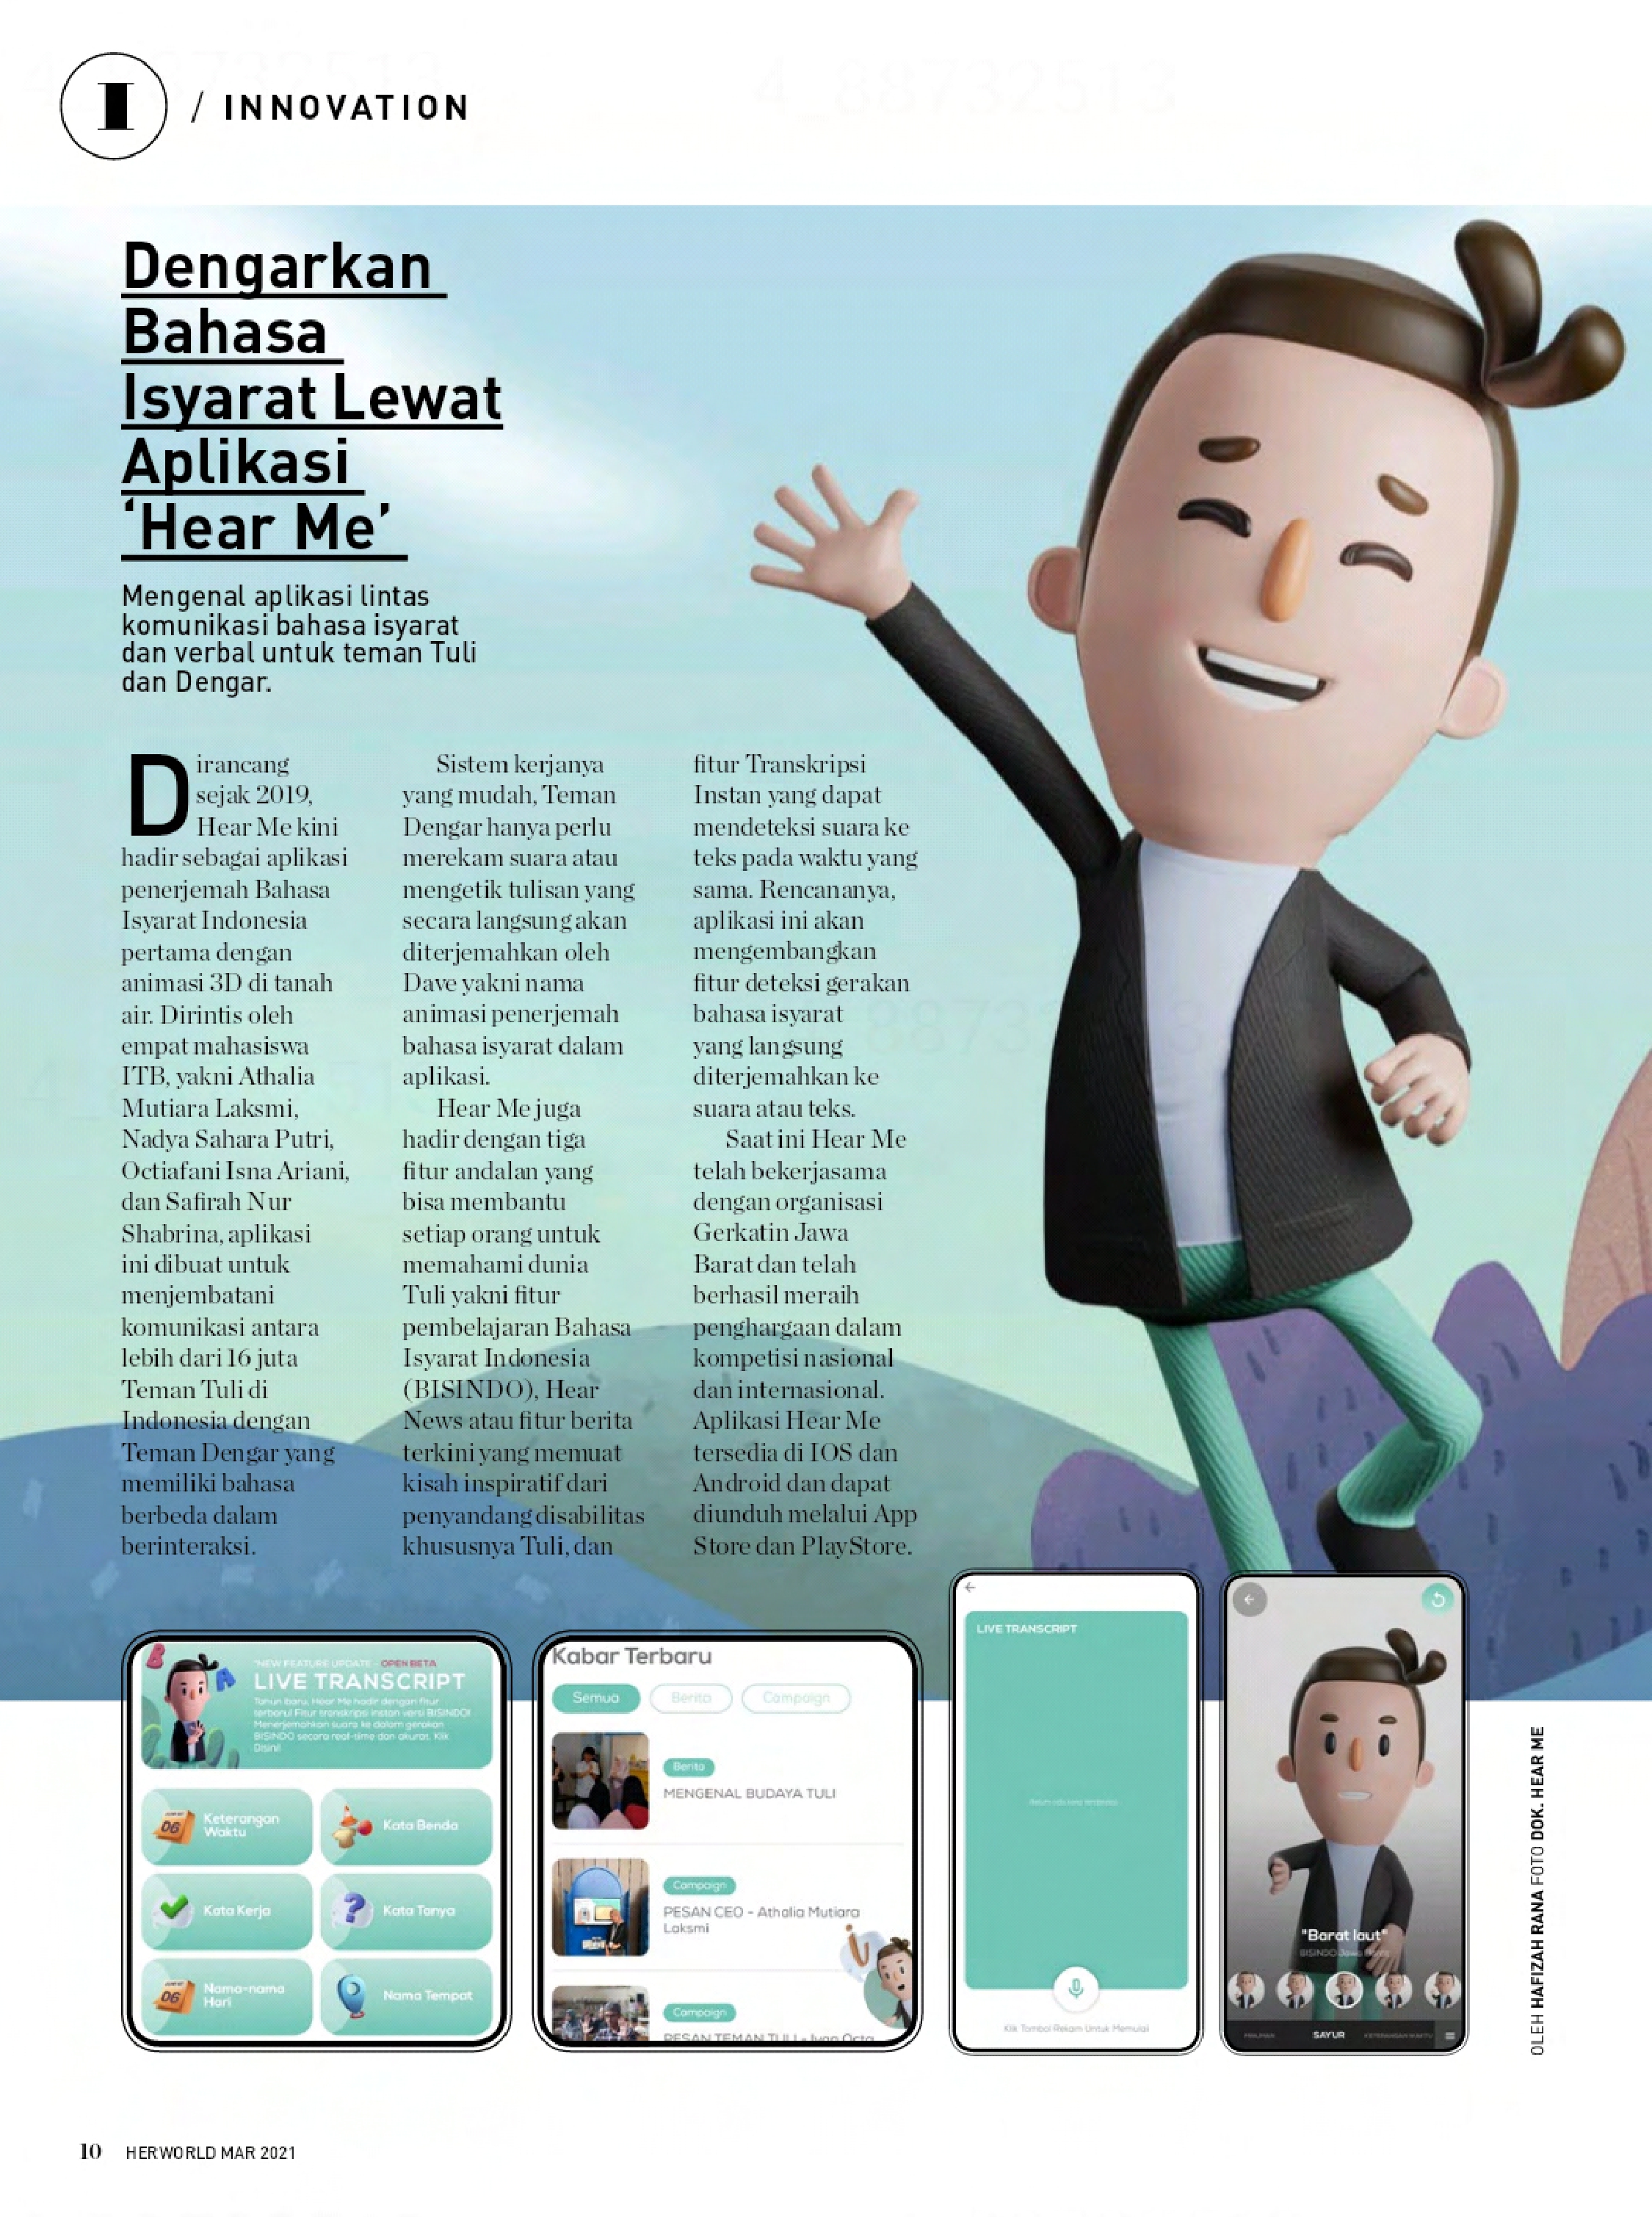 I / INNOVATION
Dengarkan
Bahasa
Isyarat Lewat
Aplikasi
‘Hear Me’
Mengenal aplikasi lintas
komunikasi bahasa isyarat
dan verbal untuk teman Tuli
dan Dengar.
Dirancang
sejak 2019,
Hear Me kini
hadir sebagai aplikasi
penerjemah Bahasa
Isyarat Indonesia
pertama dengan
animasi 3D di tanah
air. Dirintis oleh
empat mahasiswa
ITB, yakni Athalia
Mutiara Laksmi,
Nadya Sahara Putri,
Octiafani Isna Ariani,
dan Safirah Nur
Shabrina, aplikasi
ini dibuat untuk
menjembatani
komunikasi antara
lebih dari 16 juta
Teman Tuli di
Indonesia dengan
Teman Dengar yang
memiliki bahasa
berbeda dalam
berinteraksi.
Sistem kerjanya
yang mudah, Teman
Dengar hanya perlu
merekam suara atau
mengetik tulisan yang
secara langsung akan
diterjemahkan oleh
Dave yakni nama
animasi penerjemah
bahasa isyarat dalam
aplikasi.
Hear Me juga
hadir dengan tiga
fitur andalan yang
bisa membantu
setiap orang untuk
memahami dunia
Tuli yakni fitur
pembelajaran Bahasa
Isyarat Indonesia
(BISINDO), Hear
News atau fitur berita
terkini yang memuat
kisah inspiratif dari
penyandang disabilitas
khususnya Tuli, dan
fitur Transkripsi
Instan yang dapat
mendeteksi suara ke
teks pada waktu yang
sama. Rencananya,
aplikasi ini akan
mengembangkan
fitur deteksi gerakan
bahasa isyarat
yang langsung
diterjemahkan ke
suara atau teks.
Saat ini Hear Me
telah bekerjasama
dengan organisasi
Gerkatin Jawa
Barat dan telah
berhasil meraih
penghargaan dalam
kompetisi nasional
dan internasional.
Aplikasi Hear Me
tersedia di IOS dan
Android dan dapat
diunduh melalui App
Store dan PlayStore.
B A
*NEW FEATURE UPDATE - OPEN BETA
LIVE TRANSCRIPT
Tahun baru, Hear Me hadir dengan fitur
terbaru! Fitur transkripsi instan versi BISINDO!
Menerjemahkan suara ke dalam gerakan
BISINDO secara real-time dan akurat. Klik
Disini!
06 Keterangan
Waktu
Kata Benda
Kata Kerja
? Kata Tanya
06 Nama-nama
Hari
Nama Tempat
Kabar Terbaru
Semua Berita Campaign
Berita
MENGENAL BUDAYA TULI
Campaign
PESAN CEO - Athalia Mutiara
Laksmi
i
Campaign
PESAN TEMAN TULI - Juan Octa
LIVE TRANSCRIPT
Klik Tombol Rekam Untuk Memulai
"Barat laut"
BISINDO Jawa
SAYUR KETERANGAN WAKTU
OLEH HAFIZAH RANA FOTO DOK. HEAR ME
10 HERWORLD MAR 2021
4_88732513